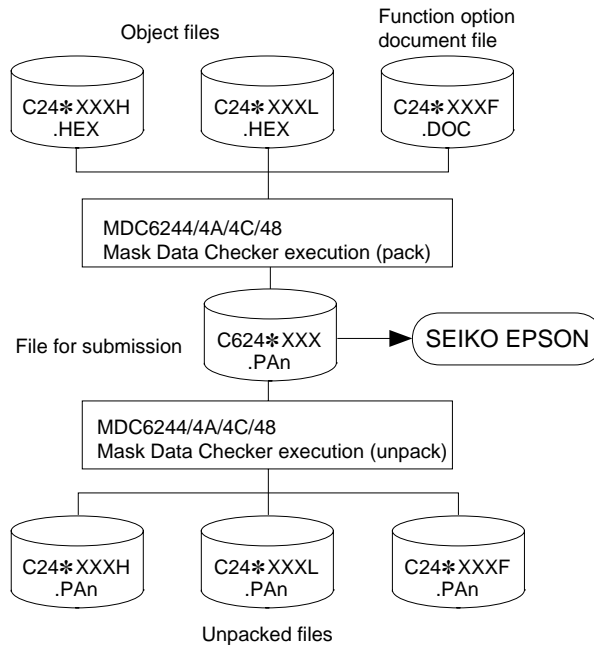 Object files
Function option
document file
C24✽XXXH
.HEX
C24✽XXXL
.HEX
C24✽XXXF
.DOC
MDC6244/4A/4C/48
Mask Data Checker execution (pack)
File for submission
C624✽XXX
.PAn
SEIKO EPSON
MDC6244/4A/4C/48
Mask Data Checker execution (unpack)
C24✽XXXH
.PAn
C24✽XXXL
.PAn
C24✽XXXF
.PAn
Unpacked files